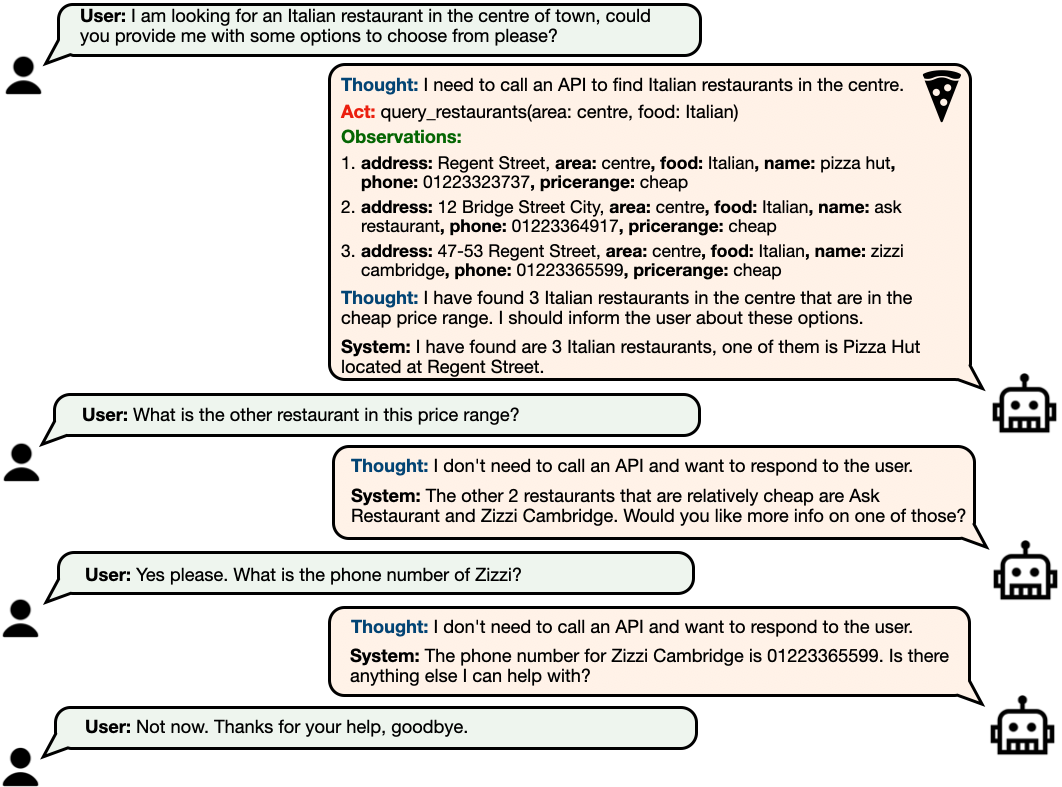 User: I am looking for an Italian restaurant in the centre of town, could
you provide me with some options to choose from please?
Thought: I need to call an API to find Italian restaurants in the centre.
Act: query_restaurants(area: centre, food: Italian)
Observations:
1. address: Regent Street, area: centre, food: Italian, name: pizza hut,
phone: 01223323737, pricerange: cheap
2. address: 12 Bridge Street City, area: centre, food: Italian, name: ask
restaurant, phone: 01223364917, pricerange: cheap
3. address: 47-53 Regent Street, area: centre, food: Italian, name: zizzi
cambridge, phone: 01223365599, pricerange: cheap
Thought: I have found 3 Italian restaurants in the centre that are in the
cheap price range. I should inform the user about these options.
System: I have found are 3 Italian restaurants, one of them is Pizza Hut
located at Regent Street.
User: What is the other restaurant in this price range?
Thought: I don't need to call an API and want to respond to the user.
System: The other 2 restaurants that are relatively cheap are Ask
Restaurant and Zizzi Cambridge. Would you like more info on one of those?
User: Yes please. What is the phone number of Zizzi?
Thought: I don't need to call an API and want to respond to the user.
System: The phone number for Zizzi Cambridge is 01223365599. Is there
anything else I can help with?
User: Not now. Thanks for your help, goodbye.